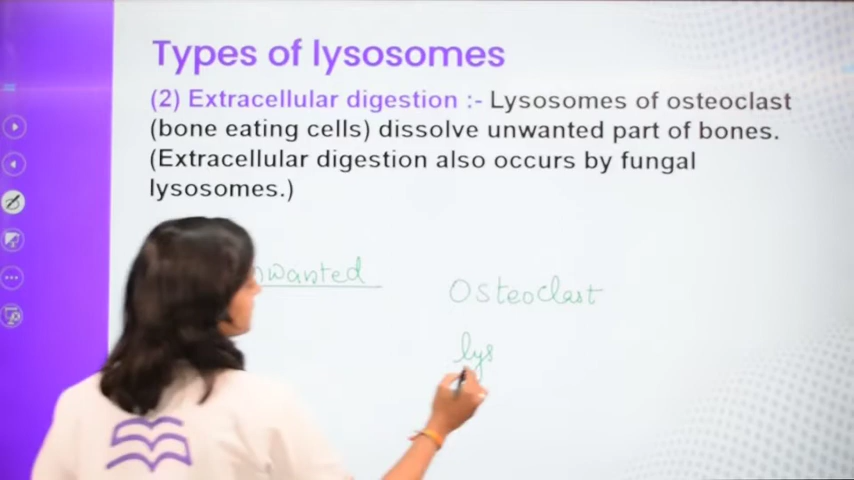 Types of lysosomes
(2) Extracellular digestion :- Lysosomes of osteoclast
(bone eating cells) dissolve unwanted part of bones.
(Extracellular digestion also occurs by fungal
lysosomes.)
Osteoclast
lys